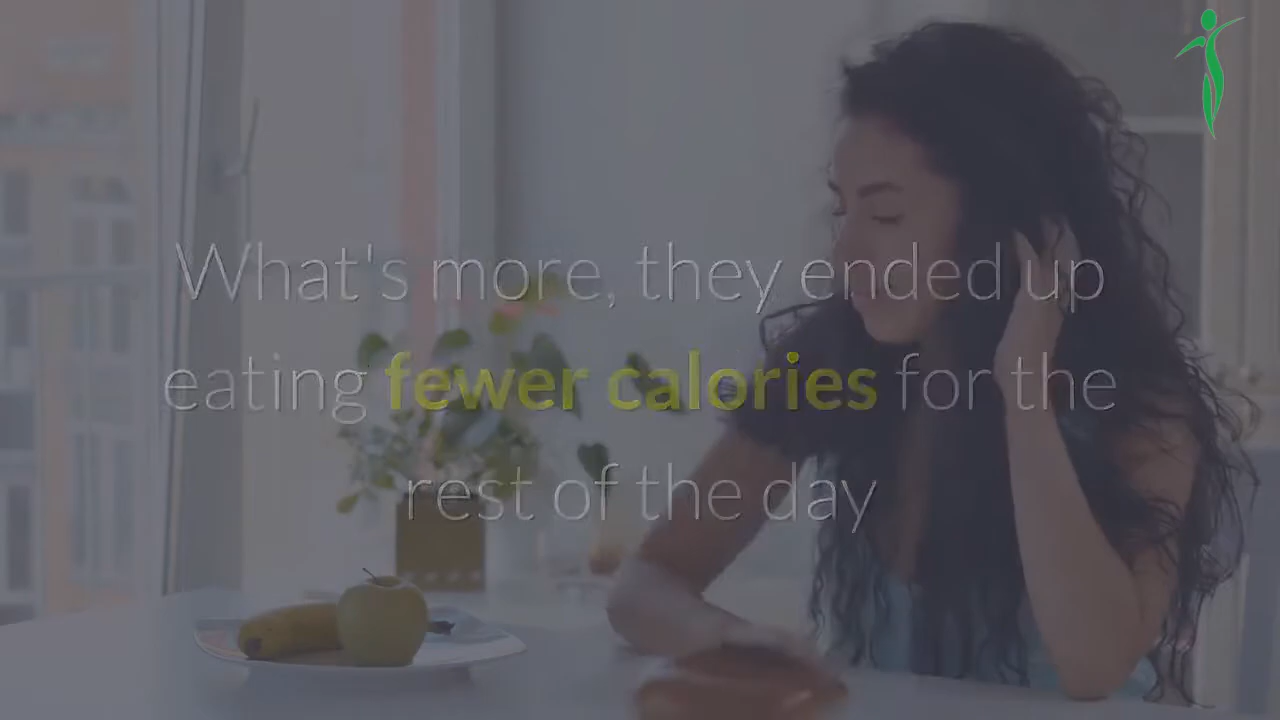 What's more, they ended up
eating fewer calories for the
rest of the day